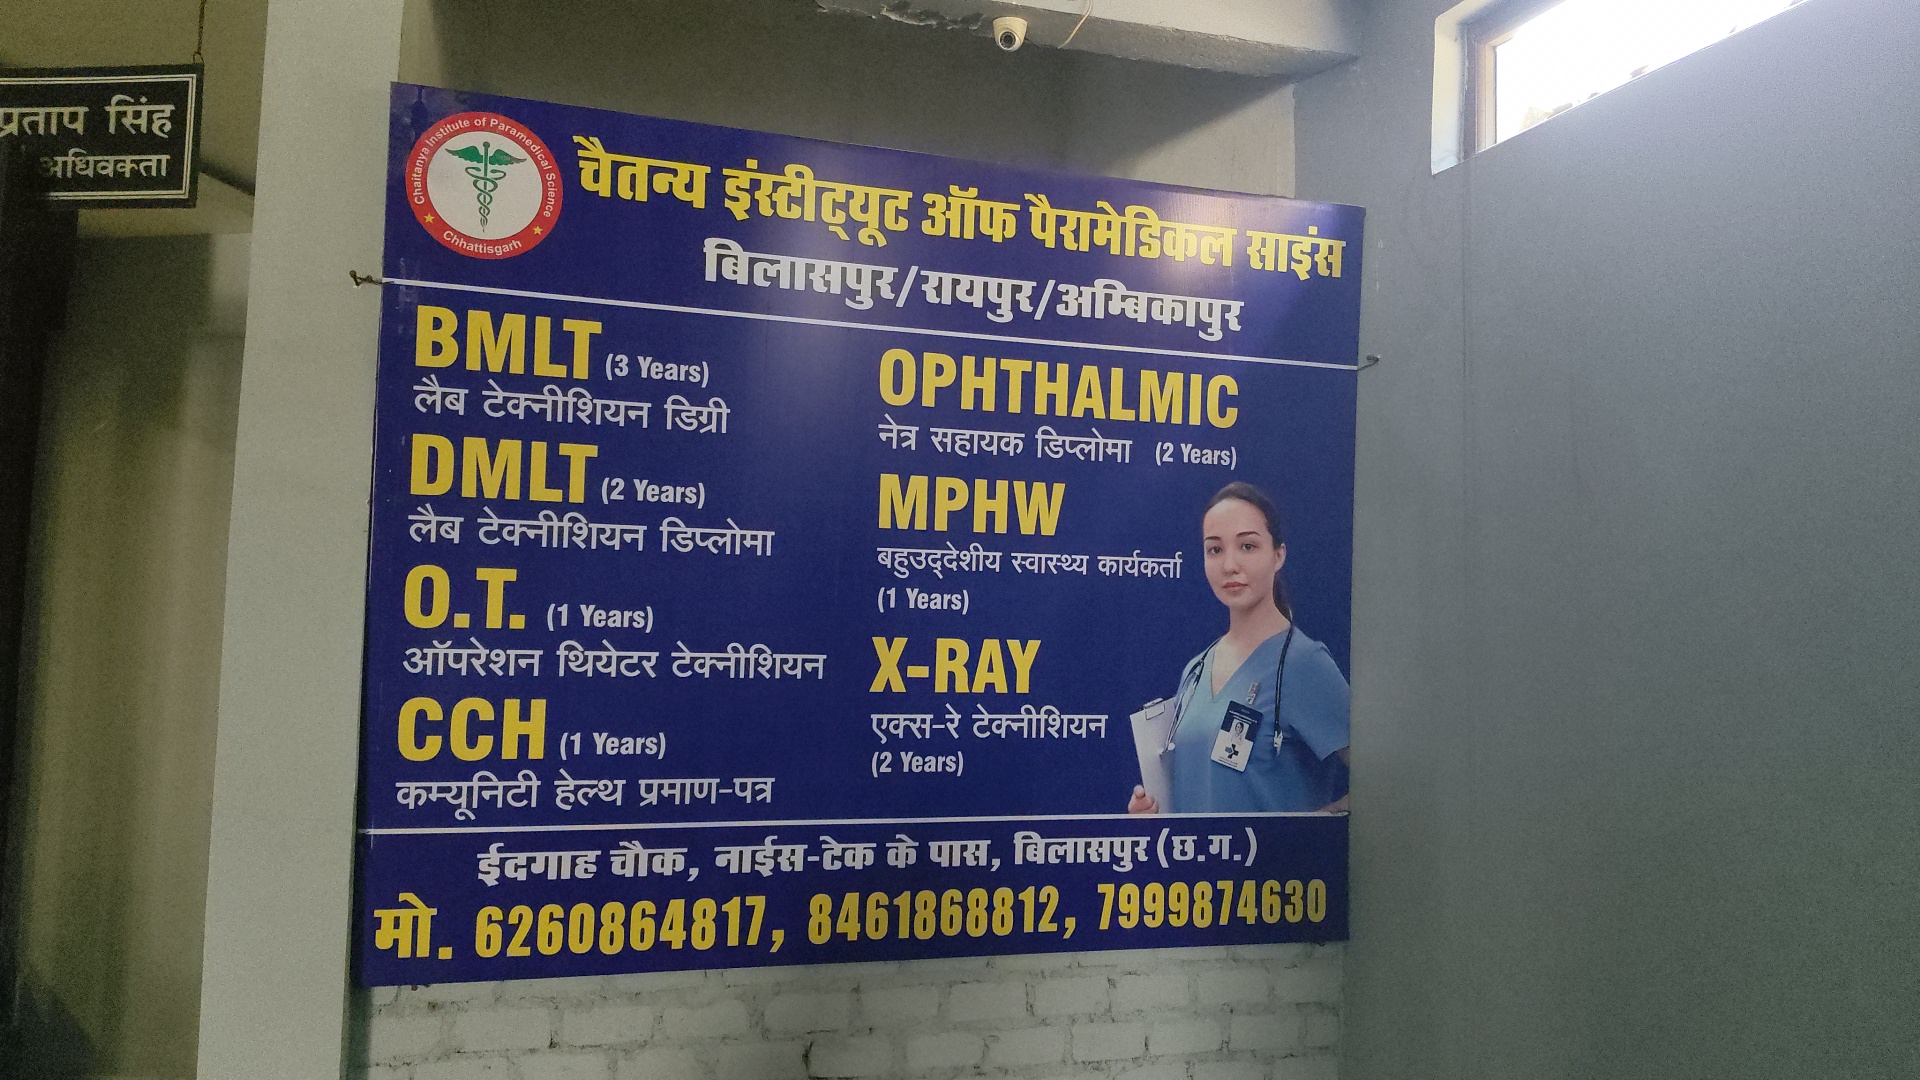 प्रताप सिंह
अधिवक्ता
Chaitanya Institute of Paramedical Science
Chhattisgarh
चैतन्य इंस्टीट्यूट ऑफ पैरामेडिकल साइंस
बिलासपुर/रायपुर/अम्बिकापुर
BMLT (3 Years)
लैब टेक्नीशियन डिग्री
DMLT (2 Years)
लैब टेक्नीशियन डिप्लोमा
O.T. (1 Years)
ऑपरेशन थियेटर टेक्नीशियन
CCH (1 Years)
कम्यूनिटी हेल्थ प्रमाण-पत्र
OPHTHALMIC
नेत्र सहायक डिप्लोमा (2 Years)
MPHW
बहुउद्देशीय स्वास्थ्य कार्यकर्ता
(1 Years)
X-RAY
एक्स-रे टेक्नीशियन
(2 Years)
ईदगाह चौक, नाईस-टेक के पास, बिलासपुर (छ.ग.)
मो. 6260864817, 8461868812, 7999874630